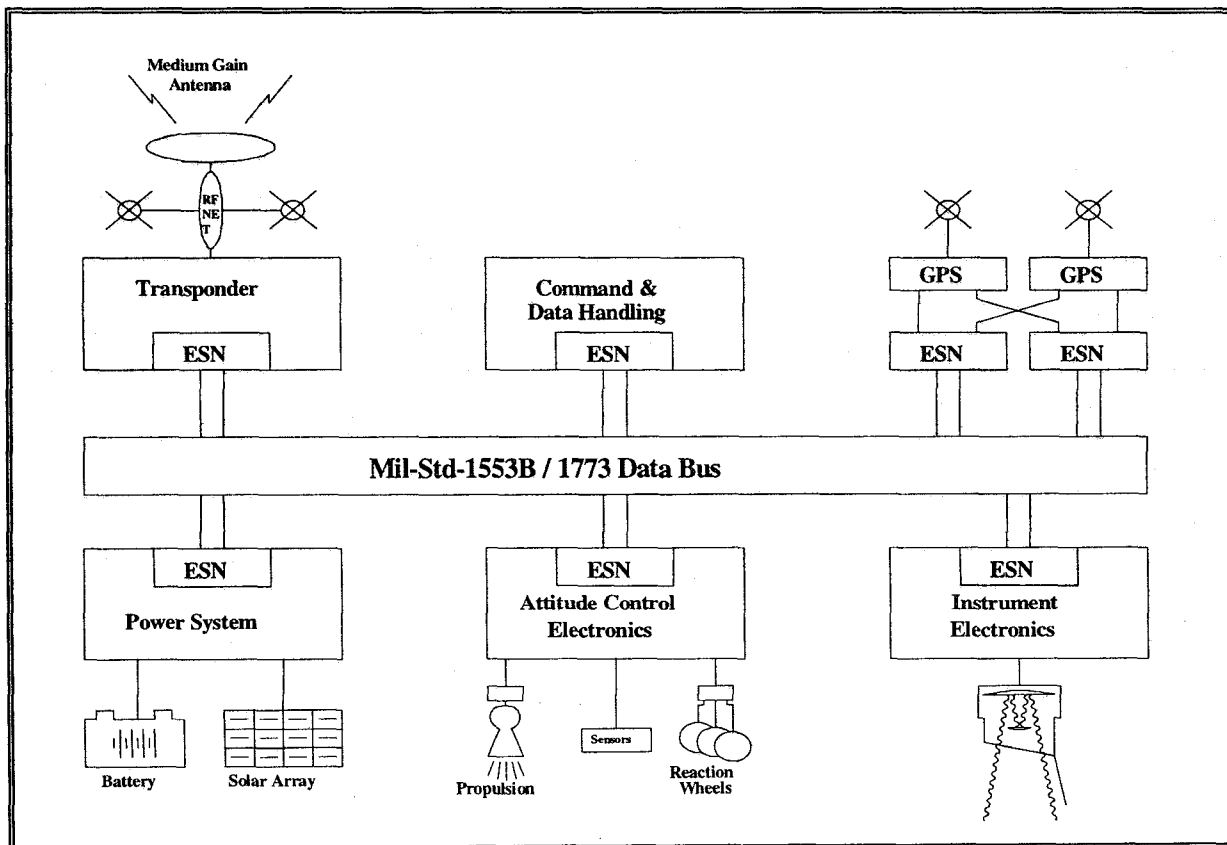 Medium Gain
Antenna
RF
NE
T
Transponder
ESN
Command &
Data Handling
ESN
GPS
GPS
ESN
ESN
Mil-Std-1553B / 1773 Data Bus
ESN
Power System
Battery
Solar Array
ESN
Attitude Control
Electronics
Propulsion
Sensors
Reaction
Wheels
ESN
Instrument
Electronics